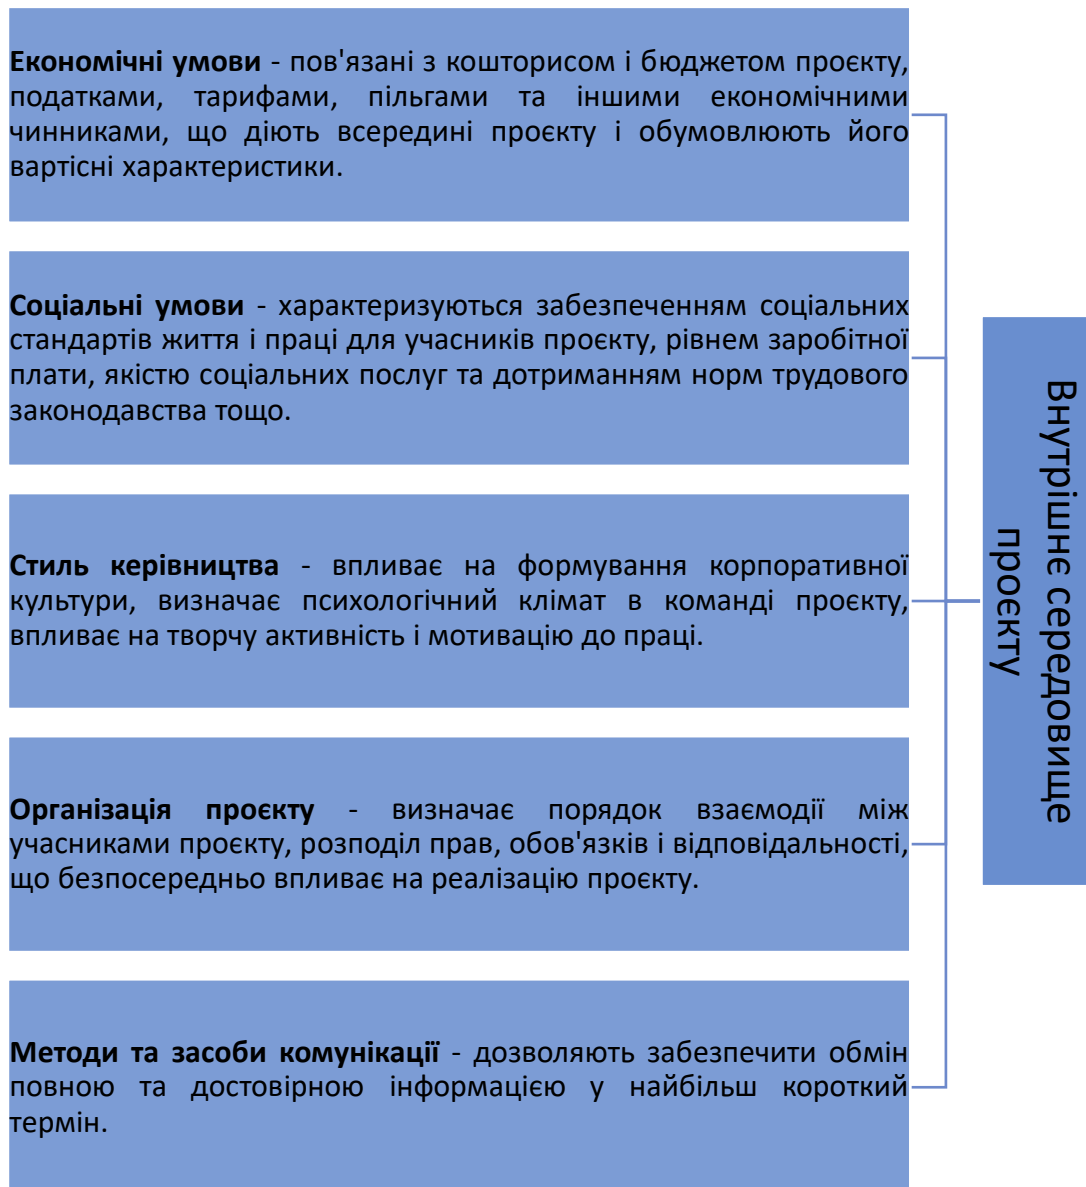 Економічні умови - пов'язані з кошторисом і бюджетом проєкту,
податками, тарифами, пільгами та іншими економічними
чинниками, що діють всередині проєкту і обумовлюють його
вартісні характеристики.
Соціальні умови - характеризуються забезпеченням соціальних
стандартів життя і праці для учасників проєкту, рівнем заробітної
плати, якістю соціальних послуг та дотриманням норм трудового
законодавства тощо.
Стиль керівництва - впливає на формування корпоративної
культури, визначає психологічний клімат в команді проєкту,
впливає на творчу активність і мотивацію до праці.
Організація проєкту - визначає порядок взаємодії між
учасниками проєкту, розподіл прав, обов'язків і відповідальності,
що безпосередньо впливає на реалізацію проєкту.
Методи та засоби комунікації - дозволяють забезпечити обмін
повною та достовірною інформацією у найбільш короткий
термін.
Внутрішнє середовище
проєкту